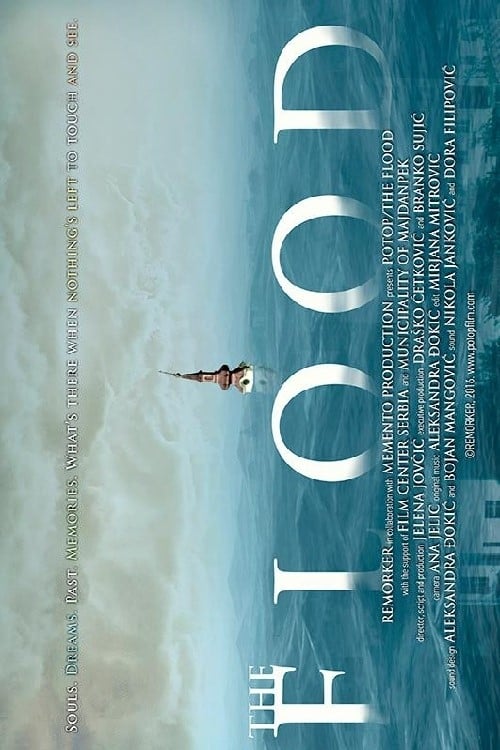 SOULS. DREAMS. PAST. MEMORIES. WHAT'S THERE WHEN NOTHING'S LEFT TO TOUCH AND SEE.
THE
FLOOD
REMORKER in collaboration with MEMENTO PRODUCTION presents POTOP/THE FLOOD
with the support of FILM CENTER SERBIA and MUNICIPALITY OF MAJDANPEK
director, script and production JELENA JOVČIĆ executive production DRAŠKO ĆETKOVIĆ and BRANKO SUJIĆ
camera ANA JELIĆ original music ALEKSANDRA ĐOKIĆ edit MIRJANA MITROVIĆ
sound design ALEKSANDRA ĐOKIĆ and BOJAN MANGOVIĆ sound NIKOLA JANKOVIĆ and DORA FILIPOVIĆ
©REMORKER, 2016. www.potopfilm.com